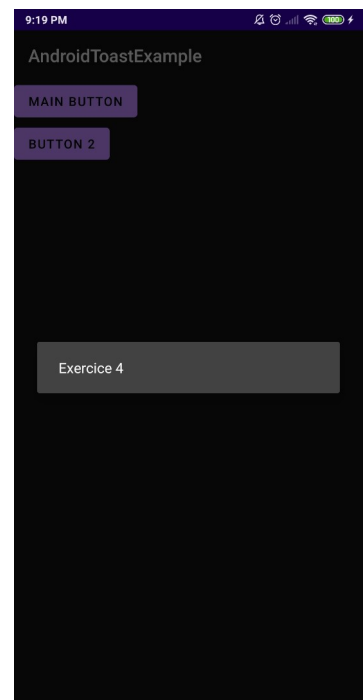 9:19 PM
100
AndroidToastExample
MAIN BUTTON
BUTTON 2
Exercice 4